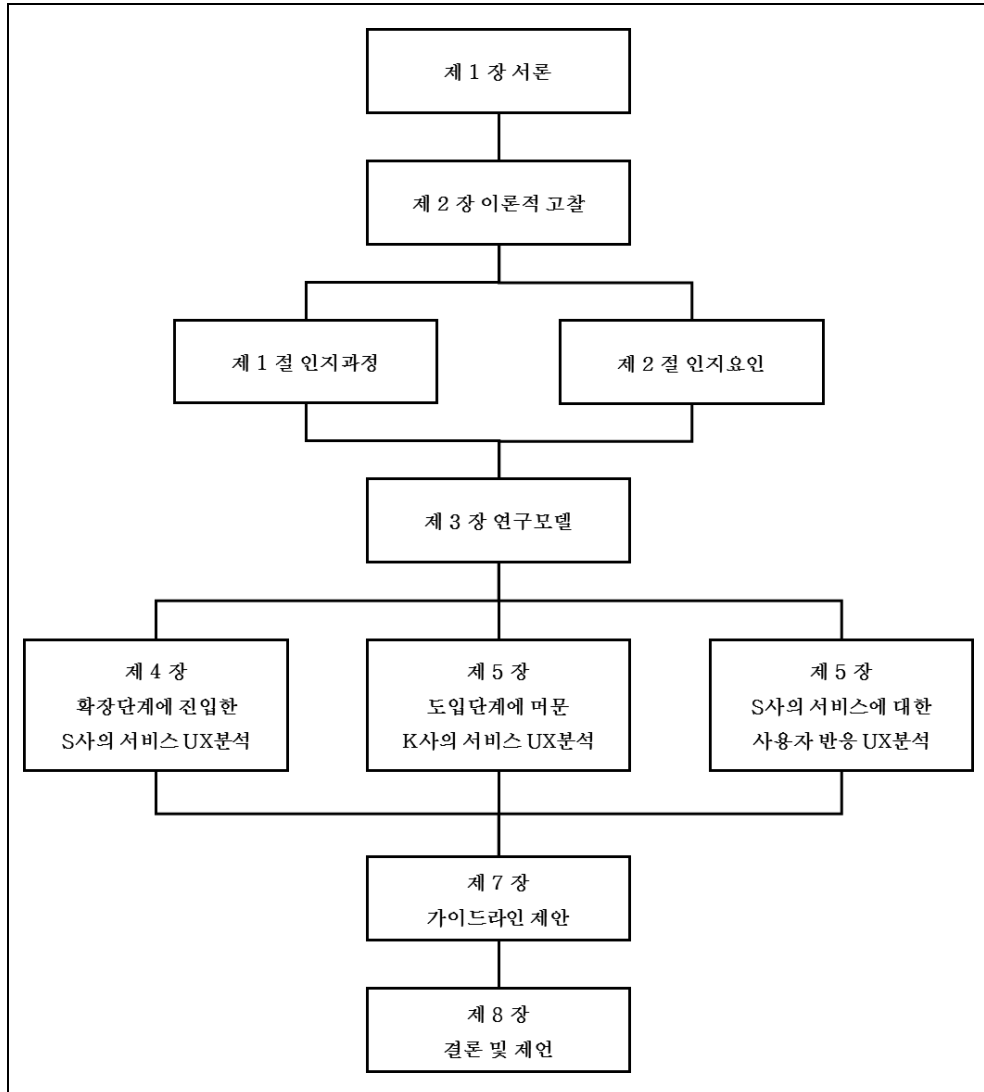 제 1 장 서론
제 2 장 이론적 고찰
제 1 절 인지과정
제 2 절 인지요인
제 3 장 연구모델
제 4 장
확장단계에 진입한
S사의 서비스 UX분석
제 5 장
도입단계에 머문
K사의 서비스 UX분석
제 5 장
S사의 서비스에 대한
사용자 반응 UX분석
제 7 장
가이드라인 제안
제 8 장
결론 및 제언